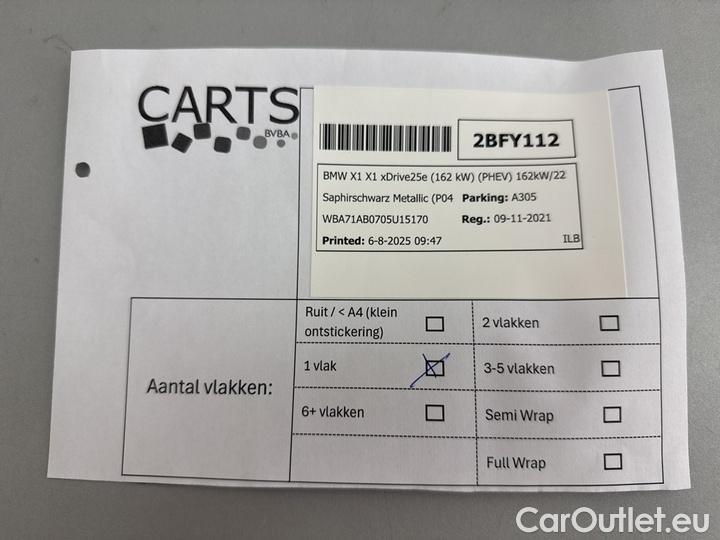 CARTS
BVBA
2BFY112
BMW X1 X1 xDrive25e (162 kW) (PHEV) 162kW/22
Saphirschwarz Metallic (P04 Parking: A305
WBA71AB0705U15170 Reg.: 09-11-2021
Printed: 6-8-2025 09:47 ILB
Aantal vlakken:
Ruit / < A4 (klein
ontstickering)
2 vlakken
1 vlak
3-5 vlakken
6+ vlakken
Semi Wrap
Full Wrap
CarOutlet.eu